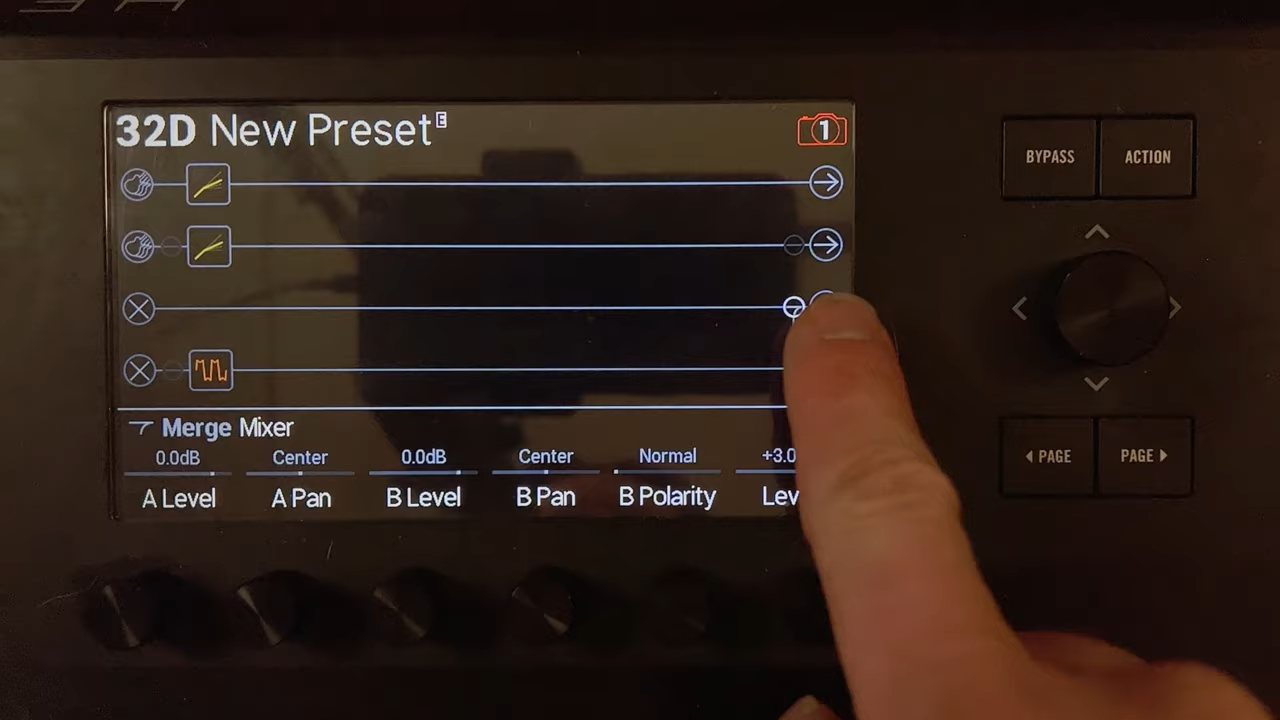 32D New Preset E
1
BYPASS ACTION
Merge Mixer
0.0dB Center 0.0dB Center Normal +3.0
A Level A Pan B Level B Pan B Polarity Lev
PAGE PAGE